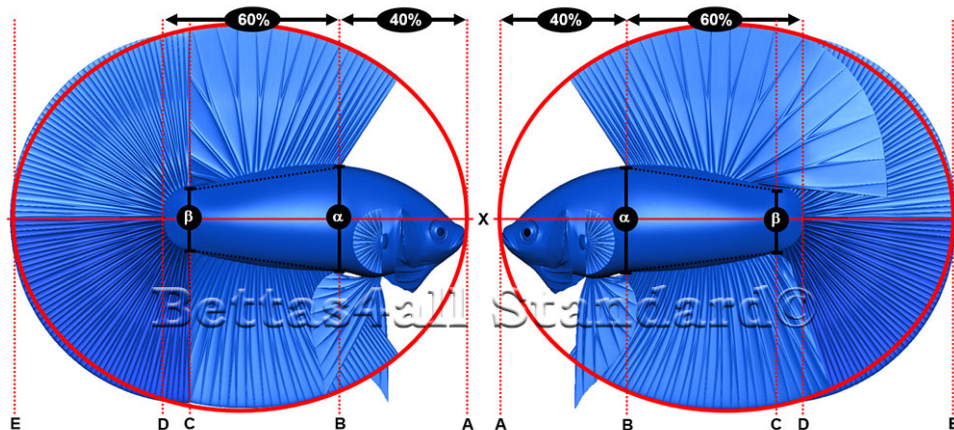 60% 40% 40% 60%
β α X α β
Bettas4all Standard©
E D C B A A B C D E